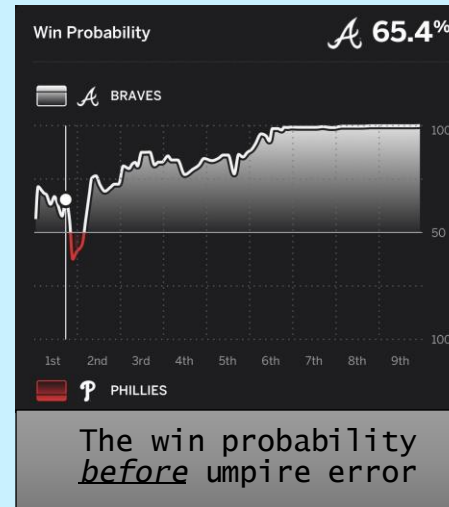 Win Probability A 65.4%
A BRAVES
100
50
100
1st 2nd 3rd 4th 5th 6th 7th 8th 9th
P PHILLIES
The win probability
before umpire error